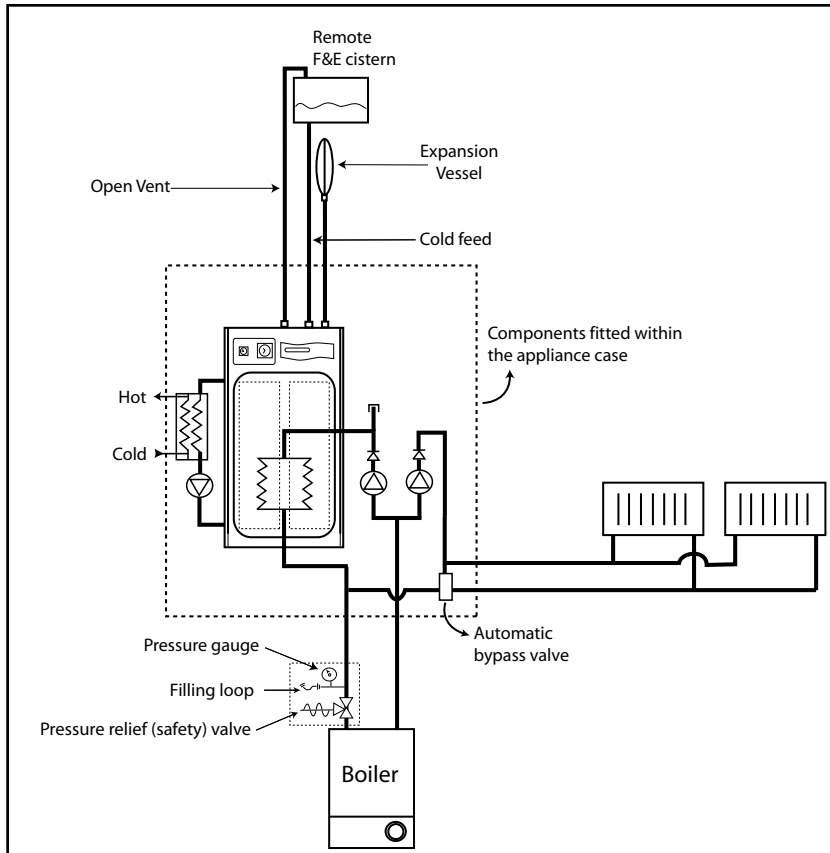 Remote
F&E cistern
Expansion
Vessel
Open Vent
Cold feed
Components fitted within
the appliance case
Hot
Cold
Automatic
bypass valve
Pressure gauge
Filling loop
Pressure relief (safety) valve
Boiler